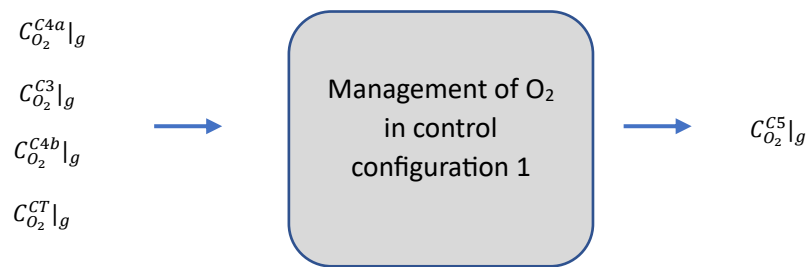 $C_{O_2}^{C4a}|_g$
$C_{O_2}^{C3}|_g$
$C_{O_2}^{C4b}|_g$
$C_{O_2}^{CT}|_g$
Management of O₂
in control
configuration 1
$C_{O_2}^{C5}|_g$